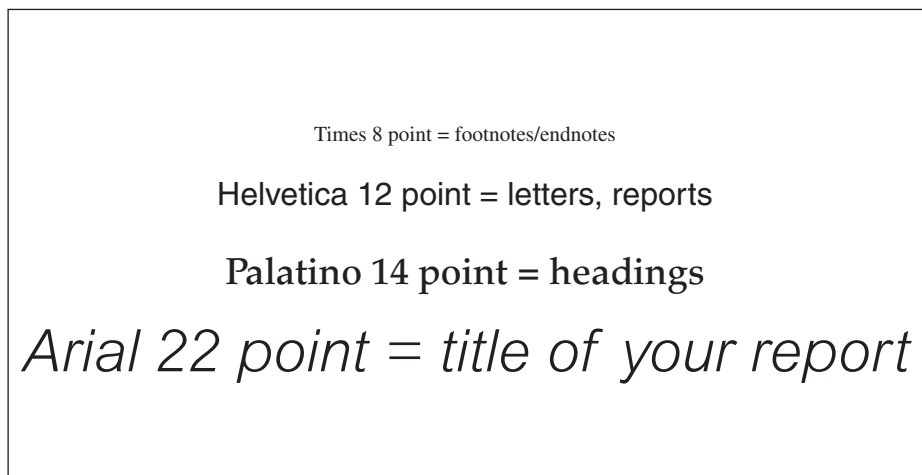 Times 8 point = footnotes/endnotes
Helvetica 12 point = letters, reports
Palatino 14 point = headings
Arial 22 point = title of your report